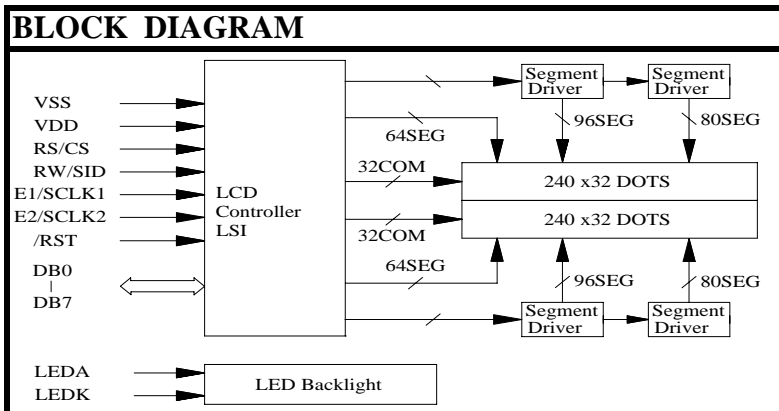 BLOCK DIAGRAM
VSS
VDD
RS/CS
RW/SID
E1/SCLK1
E2/SCLK2
/RST
DB0
DB7
LCD
Controller
LSI
Segment
Driver
Segment
Driver
64SEG
96SEG
80SEG
32COM
240 x32 DOTS
240 x32 DOTS
32COM
64SEG
96SEG
80SEG
Segment
Driver
Segment
Driver
LEDA
LEDK
LED Backlight